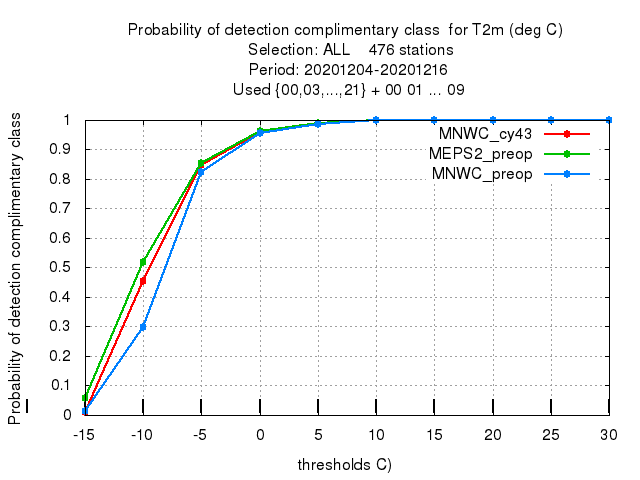 Probability of detection complimentary class for T2m (deg C)
Selection: ALL 476 stations
Period: 20201204-20201216
Used {00,03,...,21} + 00 01 ... 09
Probability of detection complimentary class
1
0.9
0.8
0.7
0.6
0.5
0.4
0.3
0.2
0.1
0
MNWC_cy43
MEPS2_preop
MNWC_preop
-15 -10 -5 0 5 10 15 20 25 30
thresholds C)